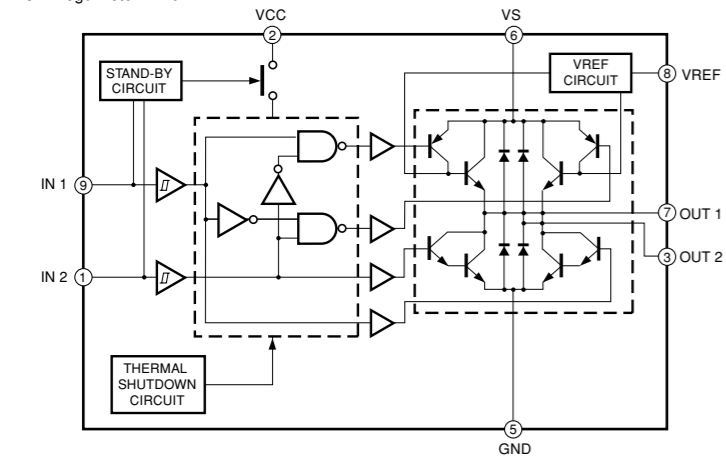 VCC
VS
2
6
STAND-BY
CIRCUIT
VREF
CIRCUIT
8 VREF
IN 1 9
7 OUT 1
IN 2 1
3 OUT 2
THERMAL
SHUTDOWN
CIRCUIT
5
GND